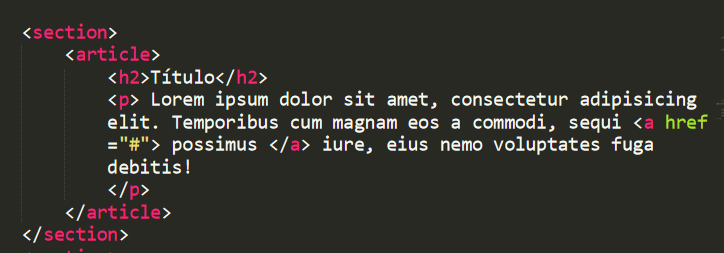 <section>
<article>
<h2>Título</h2>
<p> Lorem ipsum dolor sit amet, consectetur adipisicing
elit. Temporibus cum magnam eos a commodi, sequi <a href
="#"> possimus </a> iure, eius nemo voluptates fuga
debitis!
</p>
</article>
</section>